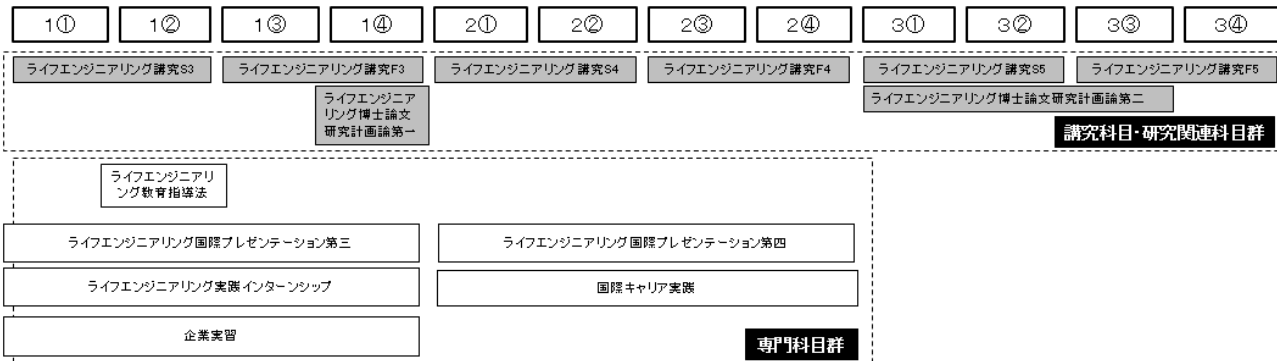 1① 1② 1③ 1④ 2① 2② 2③ 2④ 3① 3② 3③ 3④
ライフエンジニアリング講究S3 ライフエンジニアリング講究F3 ライフエンジニアリング講究S4 ライフエンジニアリング講究F4 ライフエンジニアリング講究S5 ライフエンジニアリング講究F5
ライフエンジニア
リング博士論文
研究計画論第一
ライフエンジニアリング博士論文研究計画論第二
講究科目・研究関連科目群
ライフエンジニアリ
ング教育指導法
ライフエンジニアリング国際プレゼンテーション第三 ライフエンジニアリング国際プレゼンテーション第四
ライフエンジニアリング実践インターンシップ 国際キャリア実践
企業実習
専門科目群